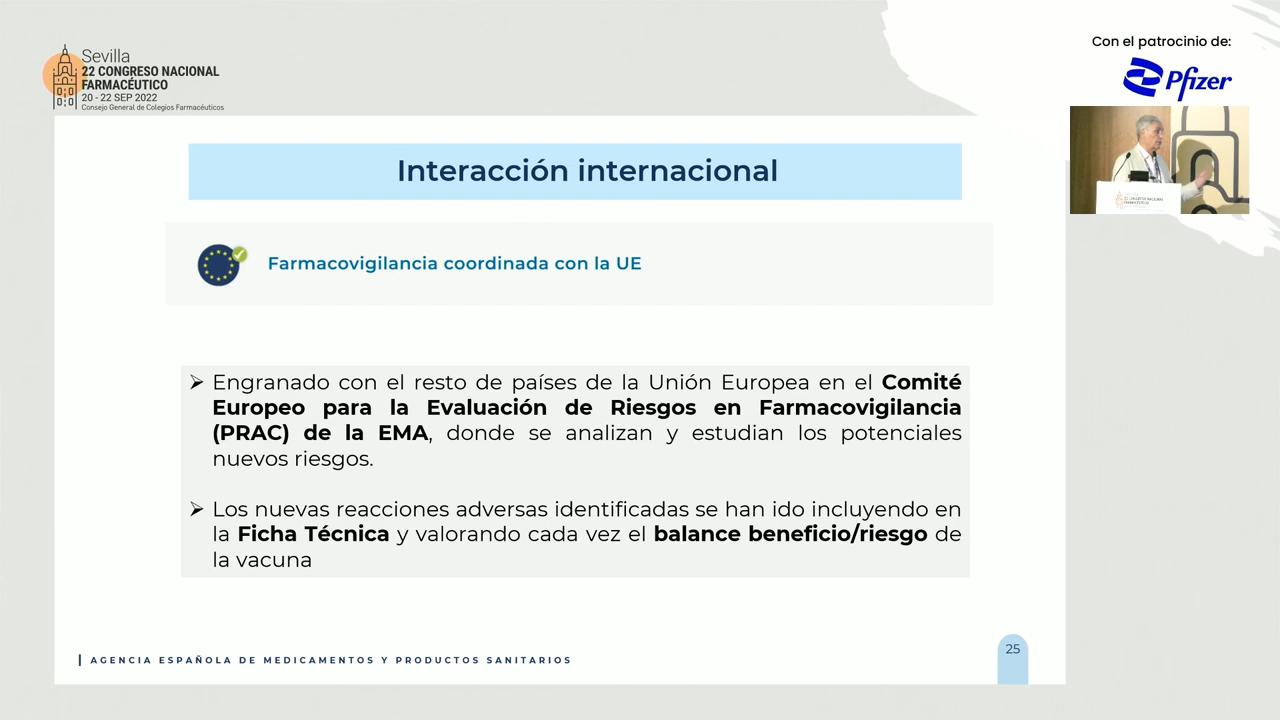 Sevilla
22 CONGRESO NACIONAL
FARMACÉUTICO
20 - 22 SEP 2022
Consejo General de Colegios Farmacéuticos
Con el patrocinio de:
Pfizer
Interacción internacional
Farmacovigilancia coordinada con la UE
➢ Engranado con el resto de países de la Unión Europea en el Comité
Europeo para la Evaluación de Riesgos en Farmacovigilancia
(PRAC) de la EMA, donde se analizan y estudian los potenciales
nuevos riesgos.
➢ Los nuevas reacciones adversas identificadas se han ido incluyendo en
la Ficha Técnica y valorando cada vez el balance beneficio/riesgo de
la vacuna
AGENCIA ESPAÑOLA DE MEDICAMENTOS Y PRODUCTOS SANITARIOS
25